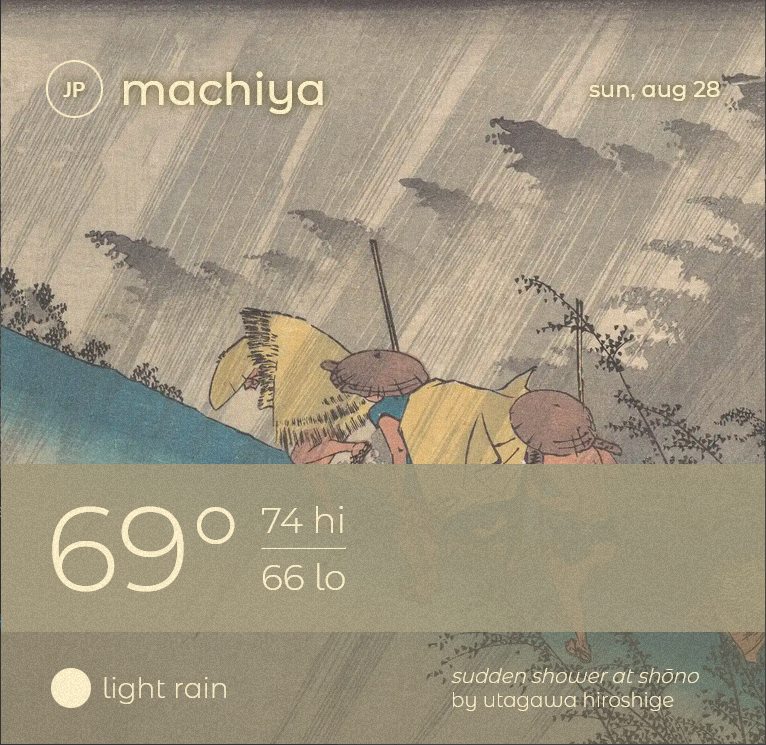 JP machiya
sun, aug 28
69°
74 hi
66 lo
light rain
sudden shower at shōno
by utagawa hiroshige